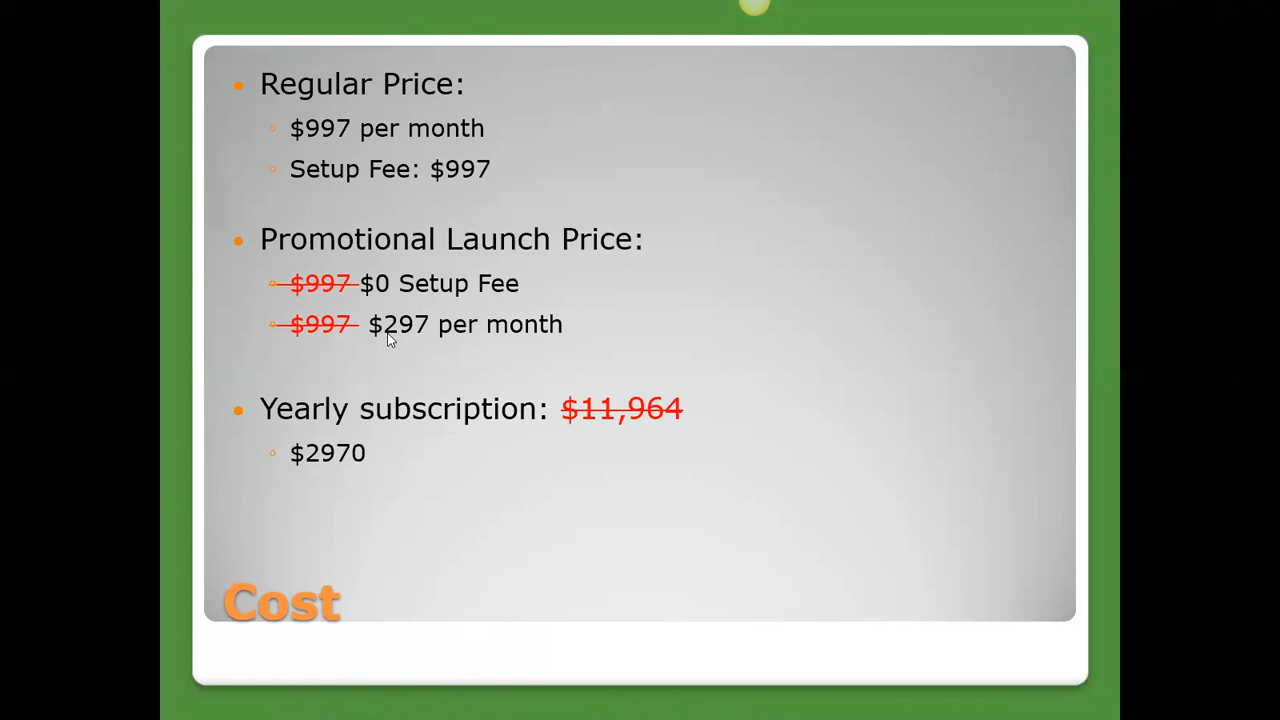 Regular Price:
$997 per month
Setup Fee: $997
Promotional Launch Price:
$997 $0 Setup Fee
$997 $297 per month
Yearly subscription: $11,964
$2970
Cost